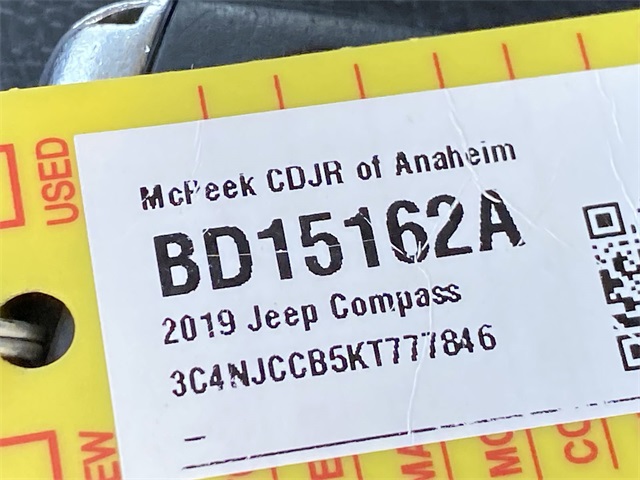 USED
McPeek CDJR of Anaheim
BD15162A
2019 Jeep Compass
3C4NJCCB5KT777846